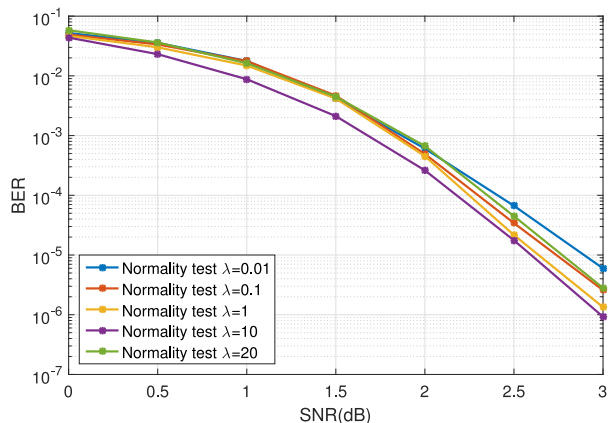 10^-1
10^-2
10^-3
10^-4
10^-5
10^-6
10^-7
BER
Normality test λ=0.01
Normality test λ=0.1
Normality test λ=1
Normality test λ=10
Normality test λ=20
0 0.5 1 1.5 2 2.5 3
SNR(dB)